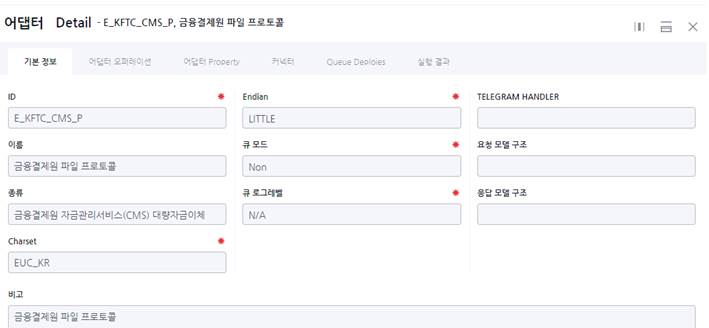 어댑터 Detail - E_KFTC_CMS_P, 금융결제원 파일 프로토콜
기본 정보 어댑터 오퍼레이션 어댑터 Property 커넥터 Queue Deploies 실행 결과
ID * Endian * TELEGRAM HANDLER
E_KFTC_CMS_P LITTLE
이름 큐 모드 * 요청 모델 구조
금융결제원 파일 프로토콜 Non
종류 큐 로그레벨 * 응답 모델 구조
금융결제원 자금관리서비스(CMS) 대량자금이체 N/A
Charset *
EUC_KR
비고
금융결제원 파일 프로토콜